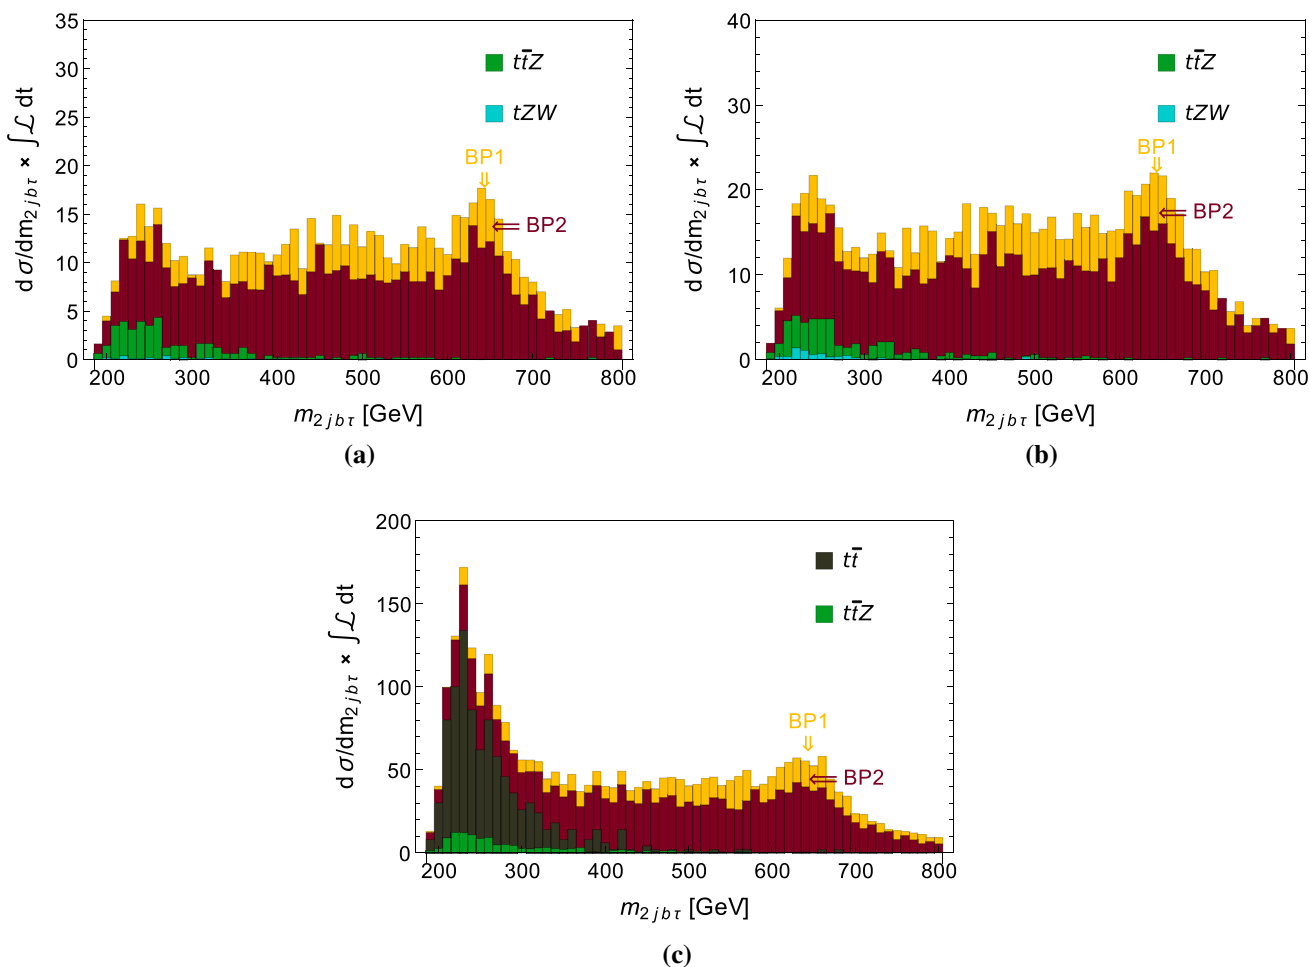 35
30
25
20
15
10
5
0
dσ/dm2jbτ × ∫ℒ dt
tt̄Z
tZW
BP1
BP2
200 300 400 500 600 700 800
m2jbτ [GeV]
(a)
40
30
20
10
0
dσ/dm2jbτ × ∫ℒ dt
tt̄Z
tZW
BP1
BP2
200 300 400 500 600 700 800
m2jbτ [GeV]
(b)
200
150
100
50
0
dσ/dm2jbτ × ∫ℒ dt
tt̄
tt̄Z
BP1
BP2
200 300 400 500 600 700 800
m2jbτ [GeV]
(c)